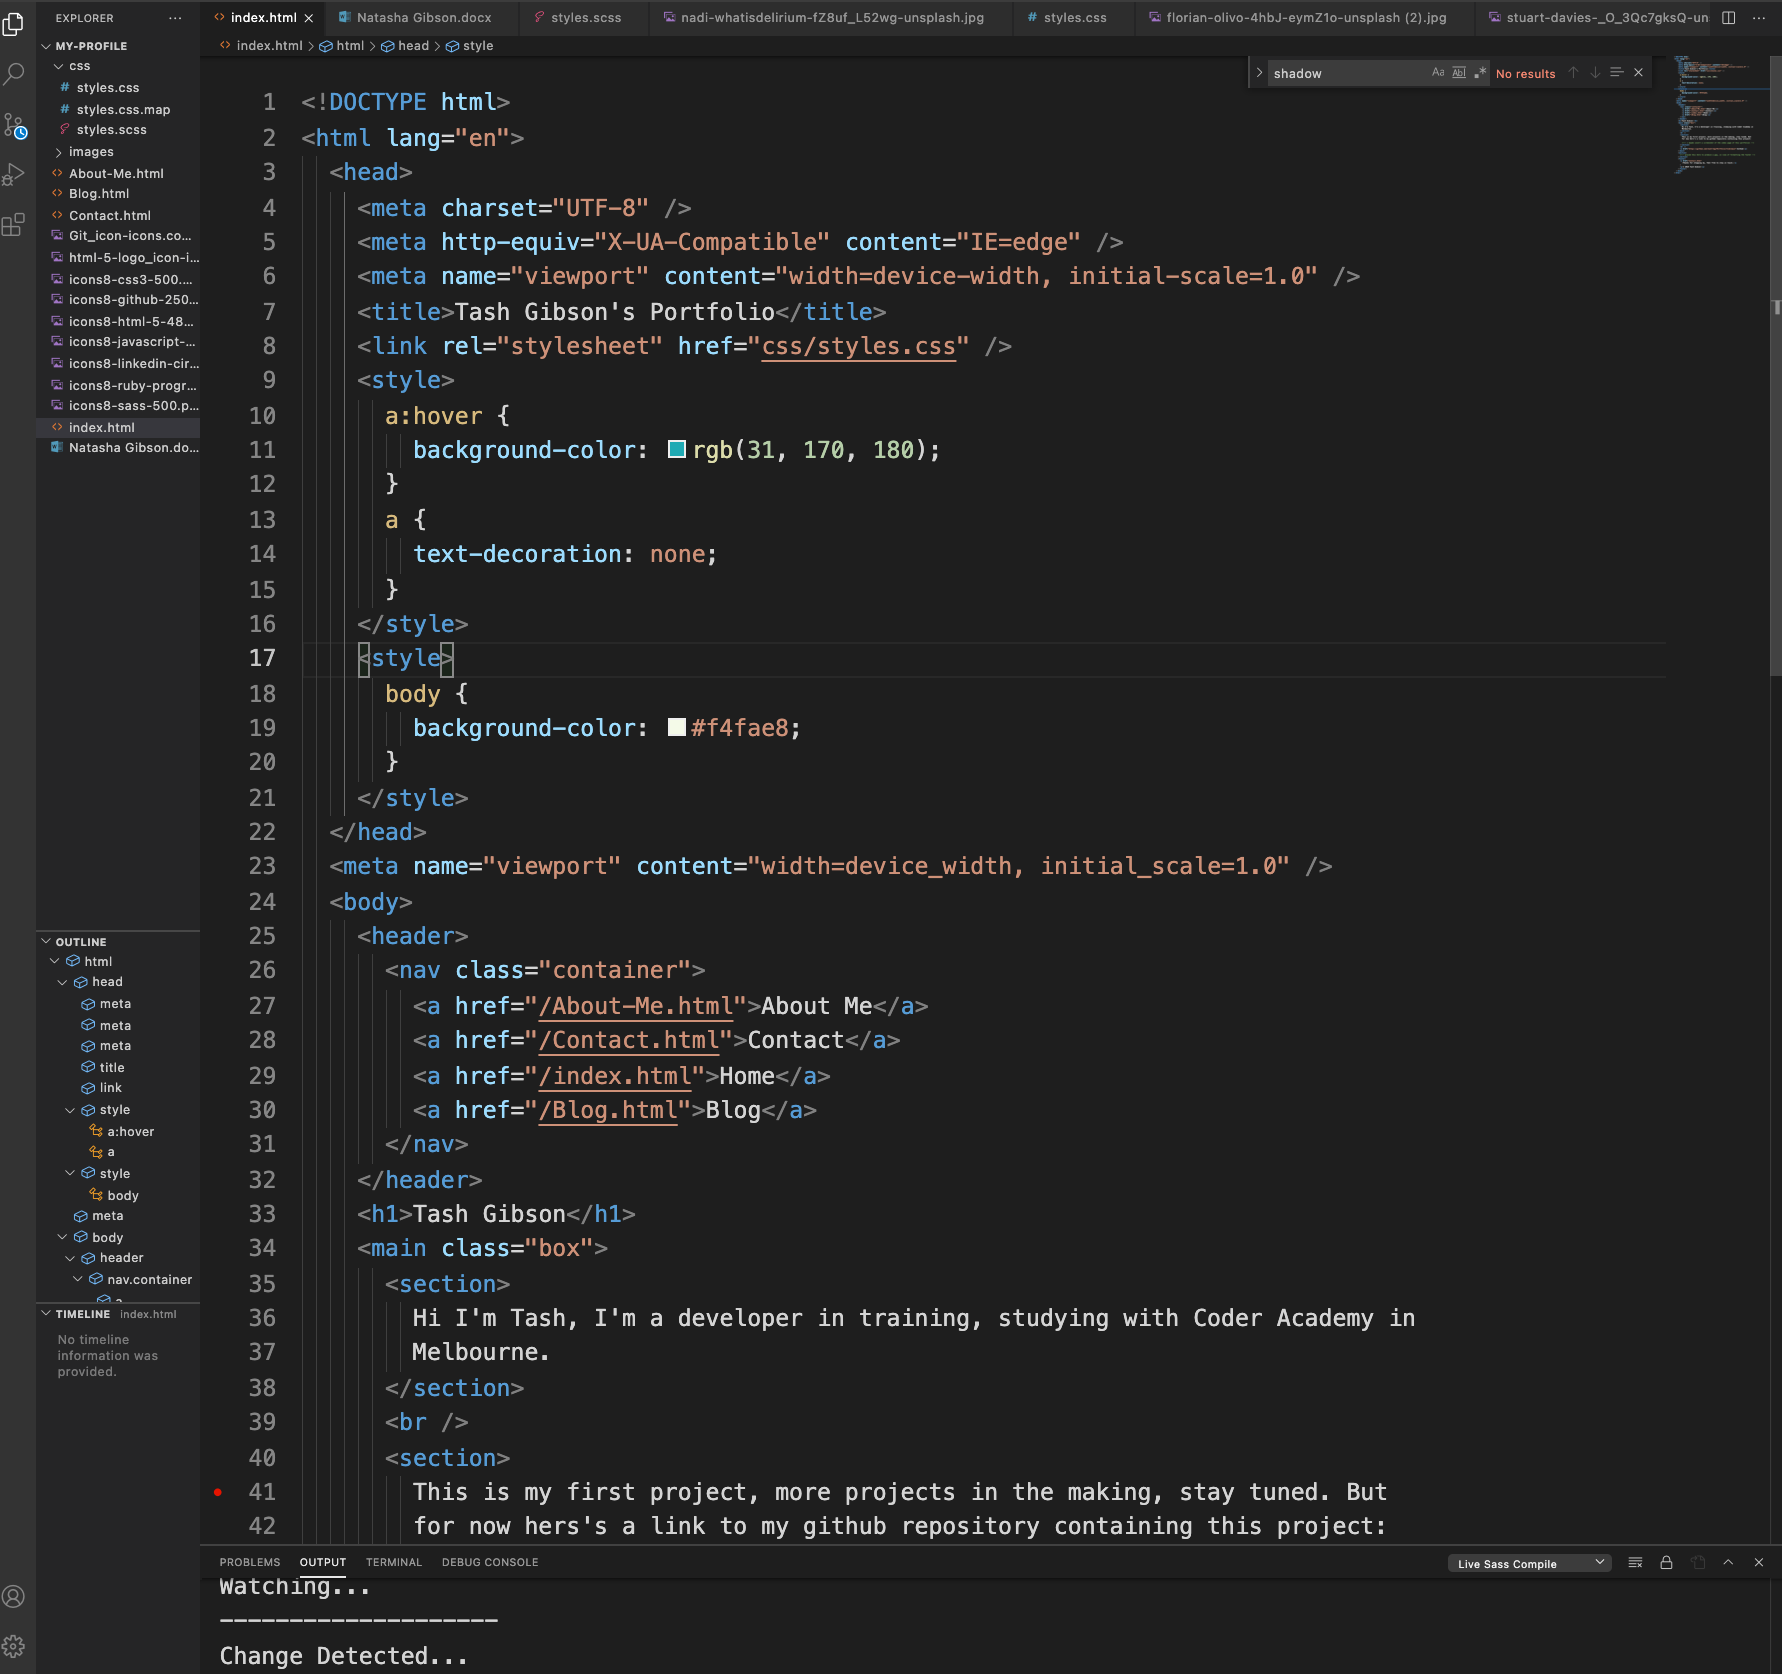 EXPLORER
MY-PROFILE
css
styles.css
styles.css.map
styles.scss
images
About-Me.html
Blog.html
Contact.html
Git_icon-icons.co...
html-5-logo_icon-i...
icons8-css3-500....
icons8-github-250...
icons8-html-5-48...
icons8-javascript-...
icons8-linkedin-cir...
icons8-ruby-progr...
icons8-sass-500.p...
index.html
Natasha Gibson.do...
OUTLINE
html
head
meta
meta
meta
title
link
style
a:hover
a
style
body
meta
body
header
nav.container
a
TIMELINE index.html
No timeline
information was
provided.
index.html
Natasha Gibson.docx
styles.scss
nadi-whatisdelirium-fZ8uf_L52wg-unsplash.jpg
styles.css
florian-olivo-4hbJ-eymZ1o-unsplash (2).jpg
stuart-davies-_O_3Qc7gksQ-un
index.html > html > head > style
shadow
Aa Abl .*
No results
1 <!DOCTYPE html>
2 <html lang="en">
3 <head>
4 <meta charset="UTF-8" />
5 <meta http-equiv="X-UA-Compatible" content="IE=edge" />
6 <meta name="viewport" content="width=device-width, initial-scale=1.0" />
7 <title>Tash Gibson's Portfolio</title>
8 <link rel="stylesheet" href="css/styles.css" />
9 <style>
10 a:hover {
11 background-color: rgb(31, 170, 180);
12 }
13 a {
14 text-decoration: none;
15 }
16 </style>
17 <style>
18 body {
19 background-color: #f4fae8;
20 }
21 </style>
22 </head>
23 <meta name="viewport" content="width=device_width, initial_scale=1.0" />
24 <body>
25 <header>
26 <nav class="container">
27 <a href="/About-Me.html">About Me</a>
28 <a href="/Contact.html">Contact</a>
29 <a href="/index.html">Home</a>
30 <a href="/Blog.html">Blog</a>
31 </nav>
32 </header>
33 <h1>Tash Gibson</h1>
34 <main class="box">
35 <section>
36 Hi I'm Tash, I'm a developer in training, studying with Coder Academy in
37 Melbourne.
38 </section>
39 <br />
40 <section>
41 This is my first project, more projects in the making, stay tuned. But
42 for now hers's a link to my github repository containing this project:
PROBLEMS OUTPUT TERMINAL DEBUG CONSOLE
Live Sass Compile
Watching...
--------------------
Change Detected...